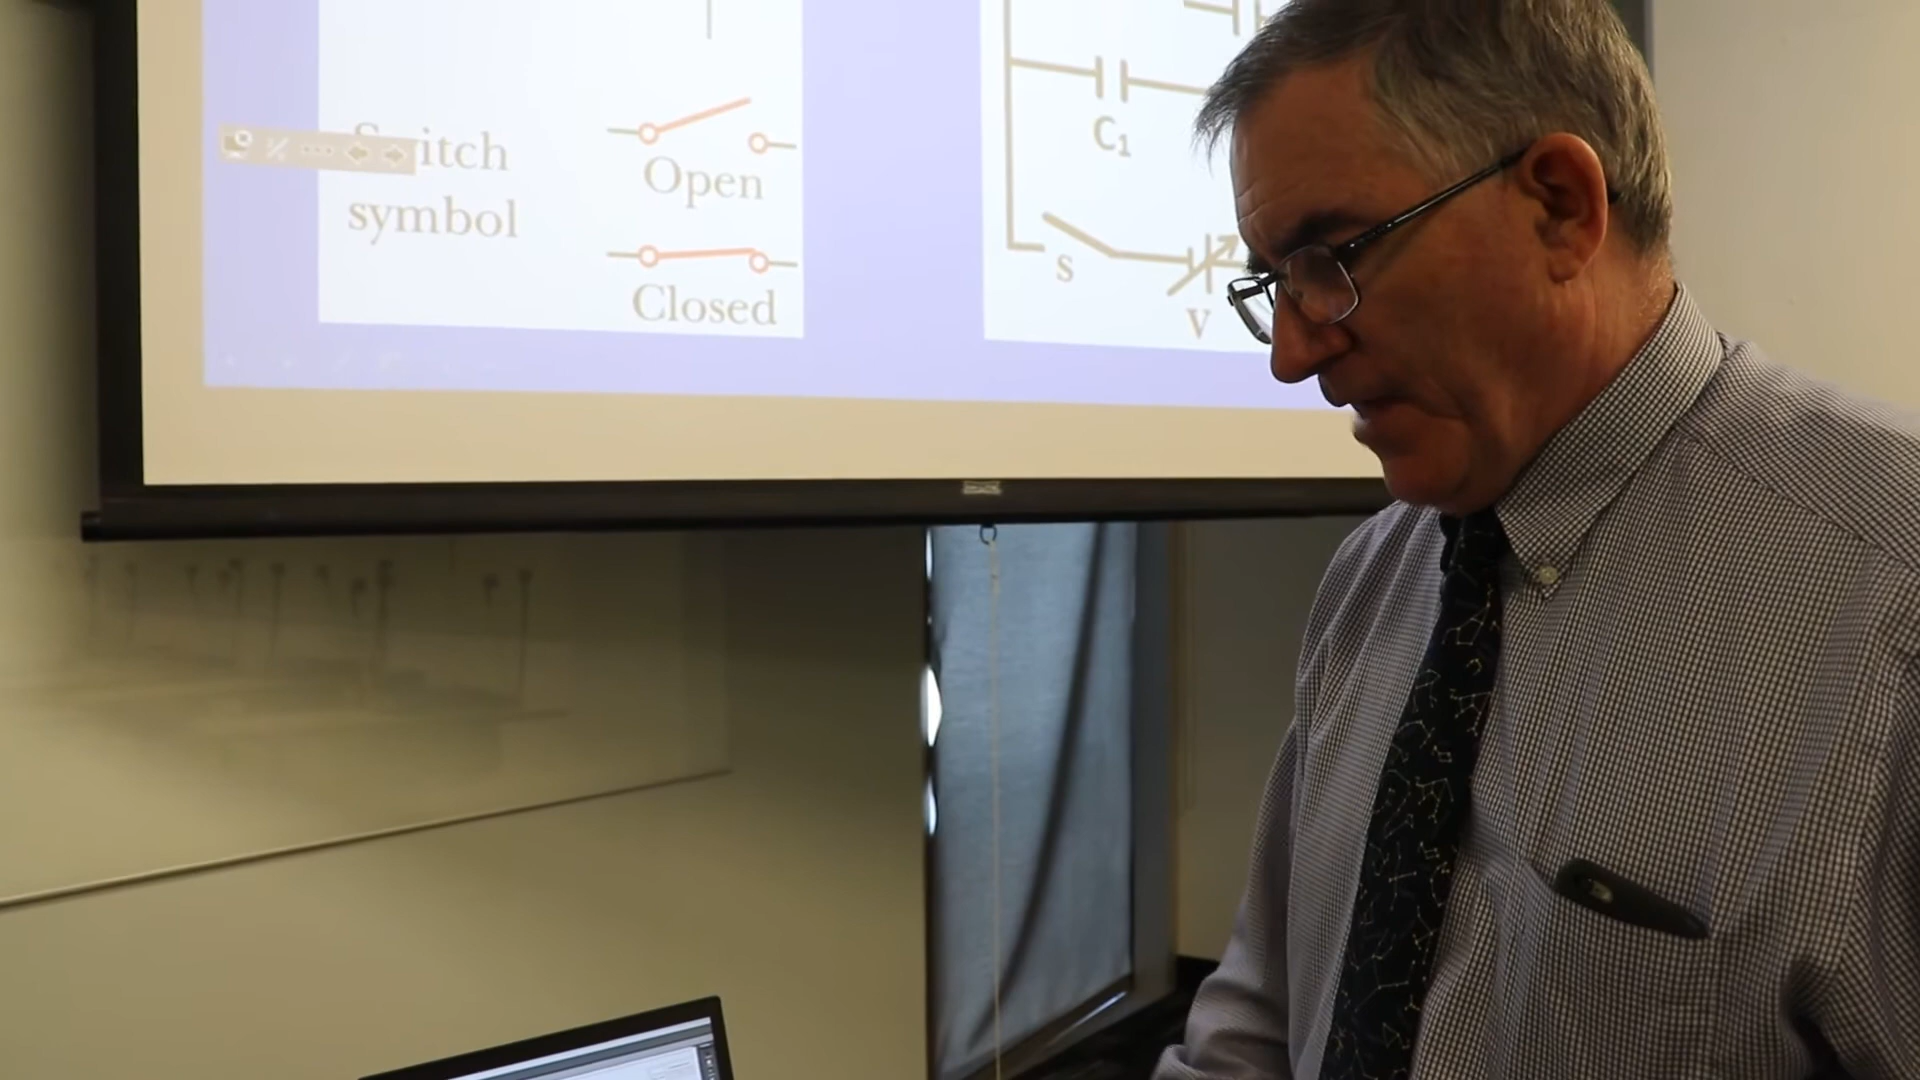 itch
symbol
Open
Closed
C₁
S
V